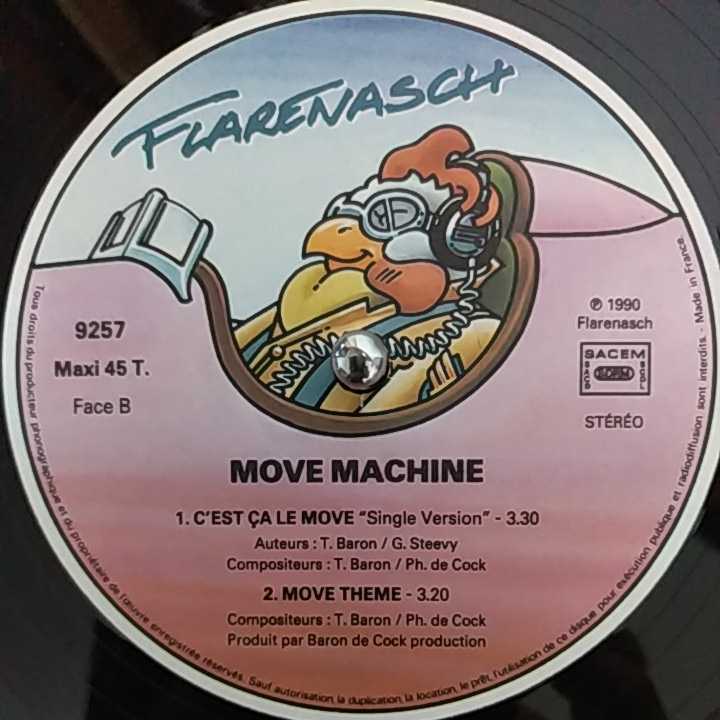 FLARENASCH
9257
Maxi 45 T.
Face B
℗ 1990
Flarenasch
SACEM
STÉRÉO
MOVE MACHINE
1. C'EST ÇA LE MOVE "Single Version" - 3.30
Auteurs : T. Baron / G. Steevy
Compositeurs : T. Baron / Ph. de Cock
2. MOVE THEME - 3.20
Compositeurs : T. Baron / Ph. de Cock
Produit par Baron de Cock production
Tous droits du producteur phonographique et du propriétaire de l'œuvre enregistrée réservés. Sauf autorisation, la duplication, la location, le prêt, l'utilisation de ce disque pour exécution publique et radiodiffusion sont interdits. - Made in France.